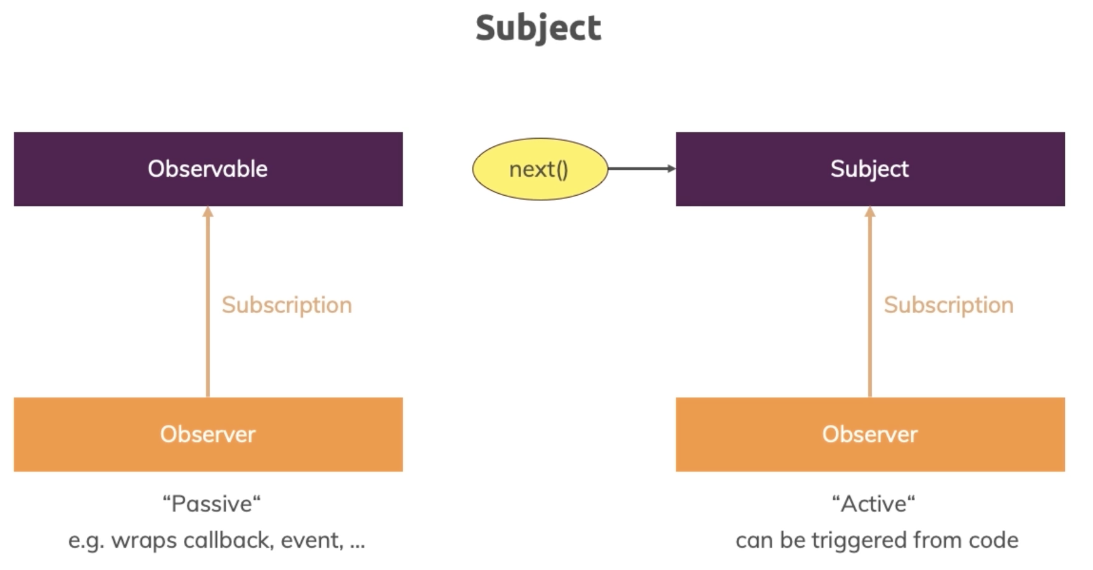 Subject
Observable
next()
Subject
Subscription
Subscription
Observer
Observer
“Passive“
“Active“
e.g. wraps callback, event, ...
can be triggered from code